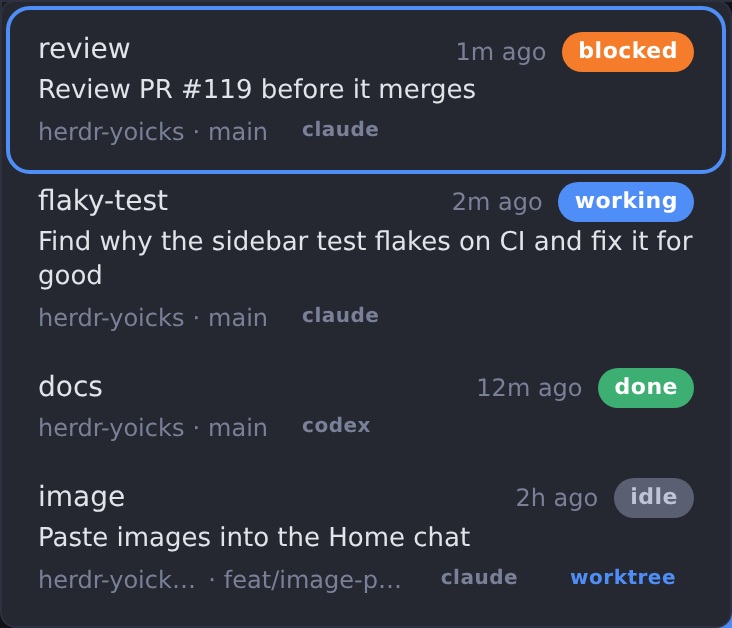 review 1m ago blocked
Review PR #119 before it merges
herdr-yoicks · main claude
flaky-test 2m ago working
Find why the sidebar test flakes on CI and fix it for
good
herdr-yoicks · main claude
docs 12m ago done
herdr-yoicks · main codex
image 2h ago idle
Paste images into the Home chat
herdr-yoick… · feat/image-p… claude worktree